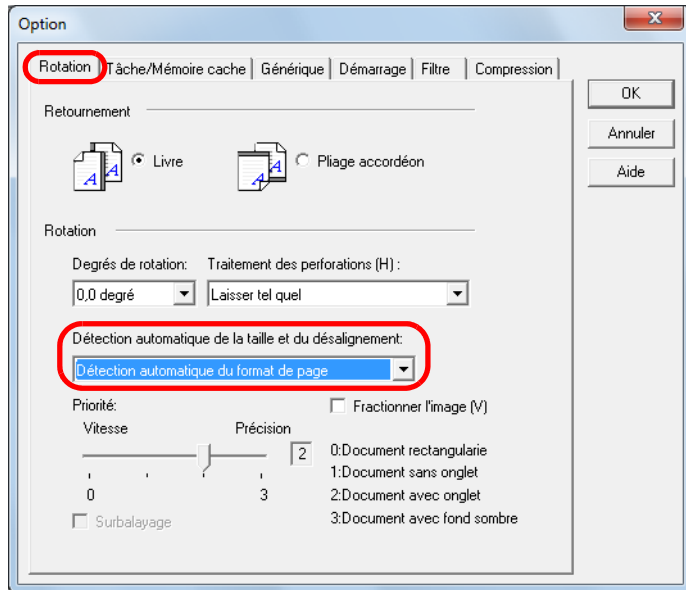 Option
Rotation Tâche/Mémoire cache Générique Démarrage Filtre Compression
OK
Annuler
Aide
Retournement
A A Livre A A Pliage accordéon
Rotation
Degrés de rotation: Traitement des perforations (H) :
0,0 degré Laisser tel quel
Détection automatique de la taille et du désalignement:
Détection automatique du format de page
Priorité: Fractionner l'image (V)
Vitesse Précision
2
0:Document rectangularie
1:Document sans onglet
0 3 2:Document avec onglet
Surbalayage 3:Document avec fond sombre